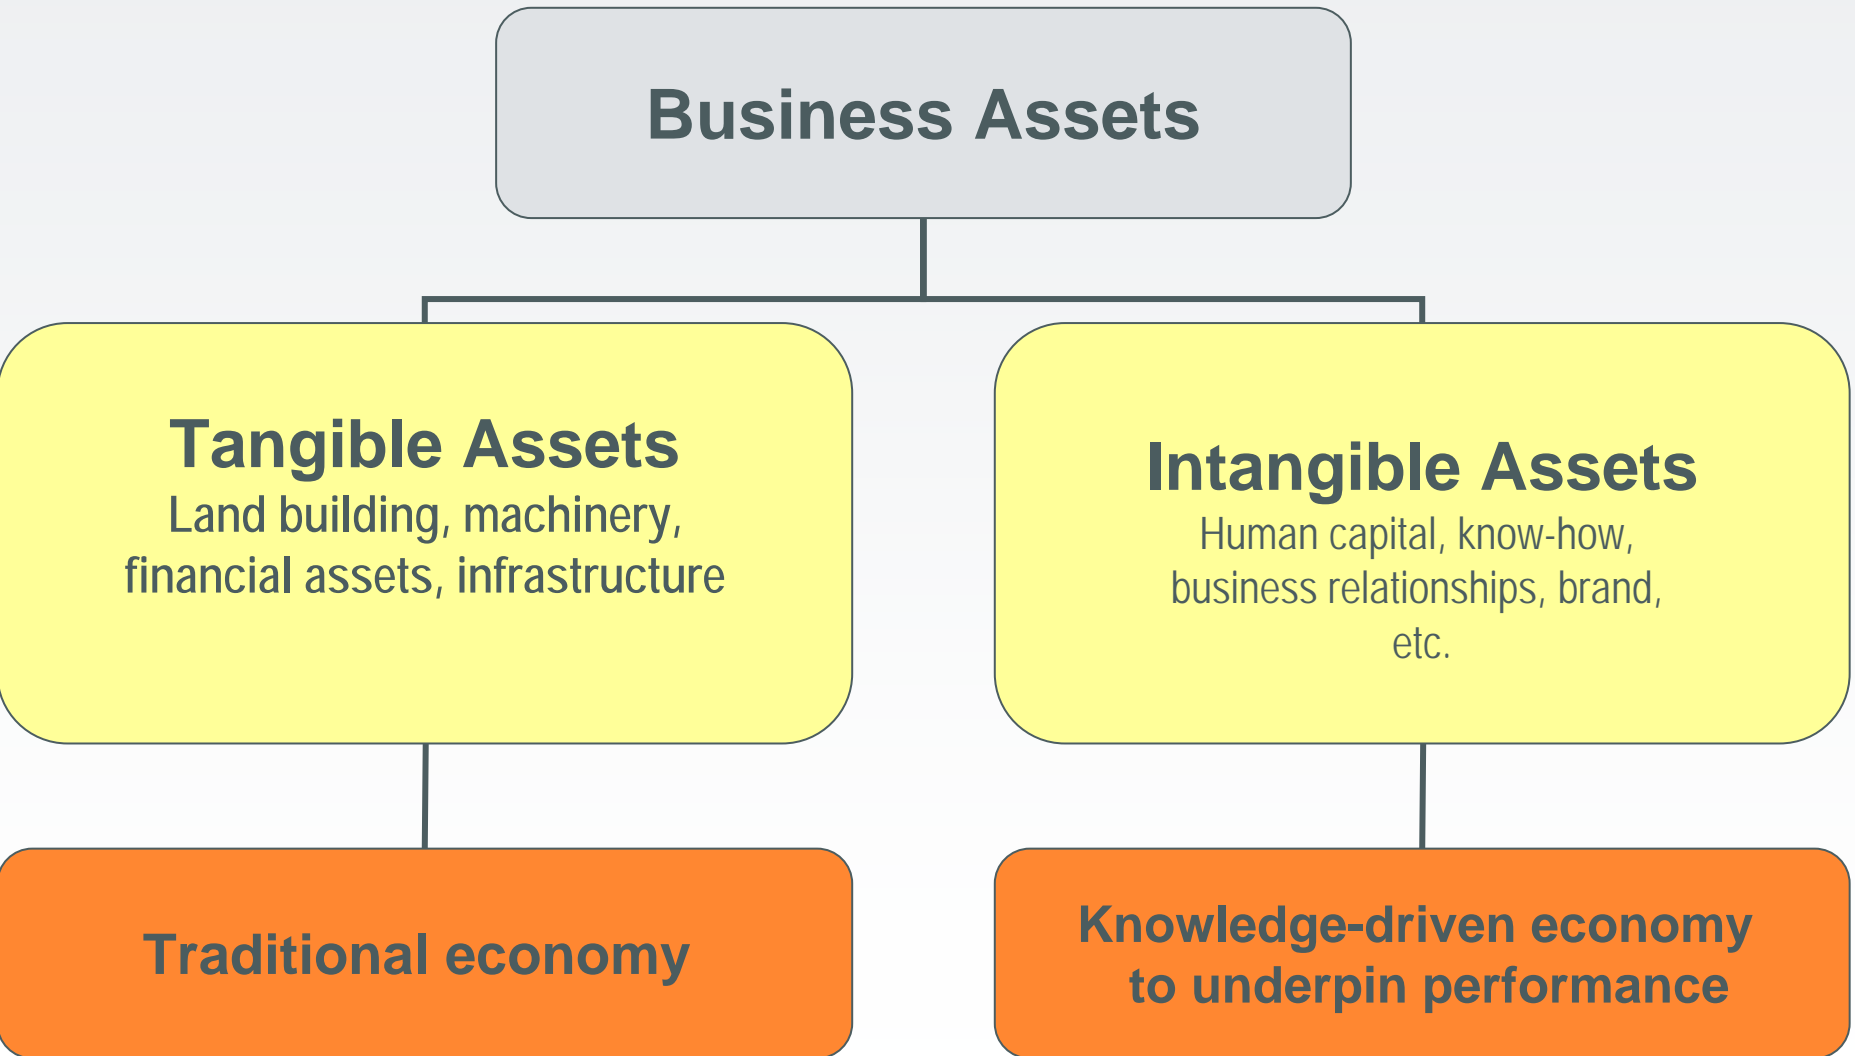 Business Assets
Tangible Assets
Land building, machinery,
financial assets, infrastructure
Intangible Assets
Human capital, know-how,
business relationships, brand,
etc.
Traditional economy
Knowledge-driven economy
to underpin performance